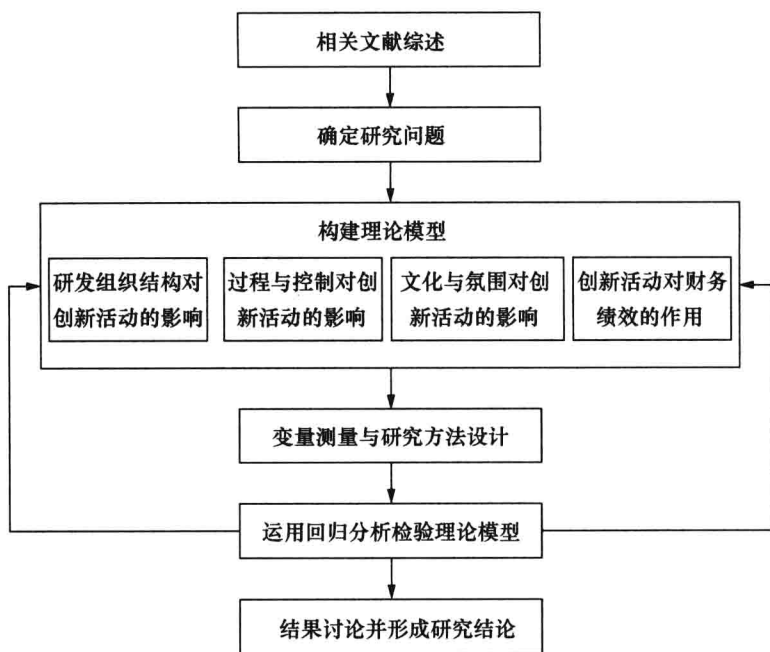 相关文献综述
确定研究问题
构建理论模型
研发组织结构对
创新活动的影响
过程与控制对创
新活动的影响
文化与氛围对创
新活动的影响
创新活动对财务
绩效的作用
变量测量与研究方法设计
运用回归分析检验理论模型
结果讨论并形成研究结论